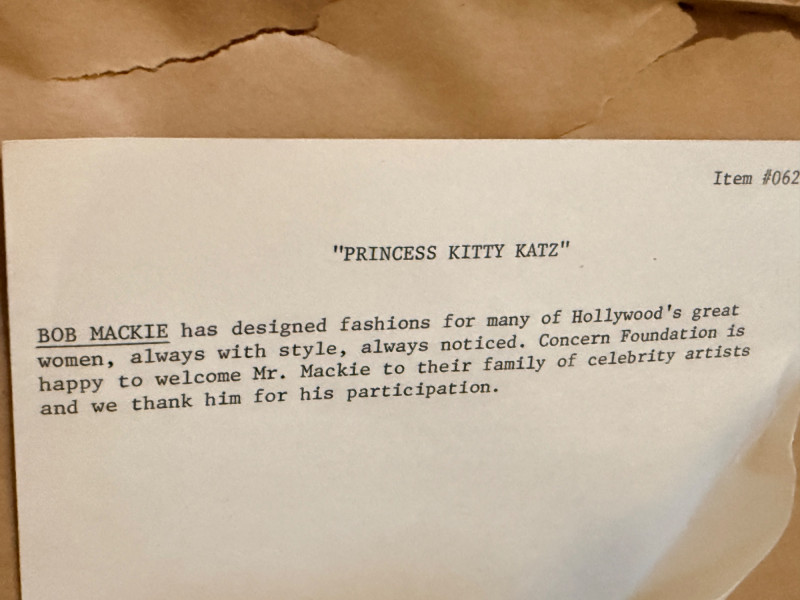 Item #062
"PRINCESS KITTY KATZ"
BOB MACKIE has designed fashions for many of Hollywood's great
women, always with style, always noticed. Concern Foundation is
happy to welcome Mr. Mackie to their family of celebrity artists
and we thank him for his participation.